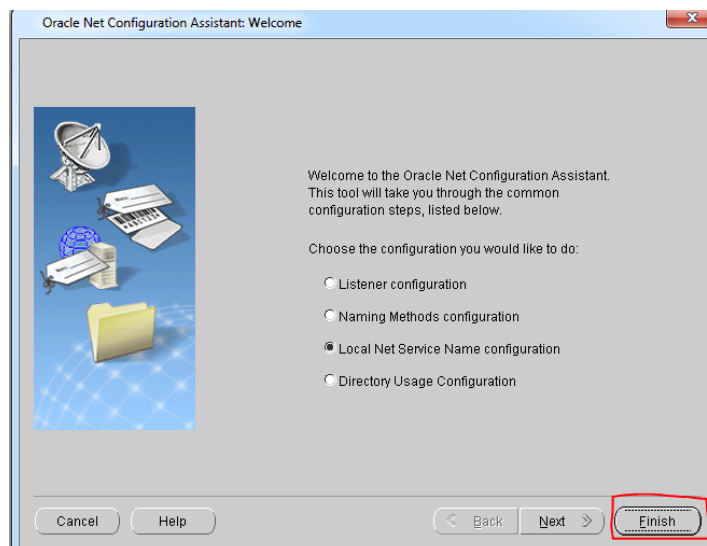 Oracle Net Configuration Assistant: Welcome
Welcome to the Oracle Net Configuration Assistant.
This tool will take you through the common
configuration steps, listed below.
Choose the configuration you would like to do:
Listener configuration
Naming Methods configuration
Local Net Service Name configuration
Directory Usage Configuration
Cancel
Help
Back
Next
Finish